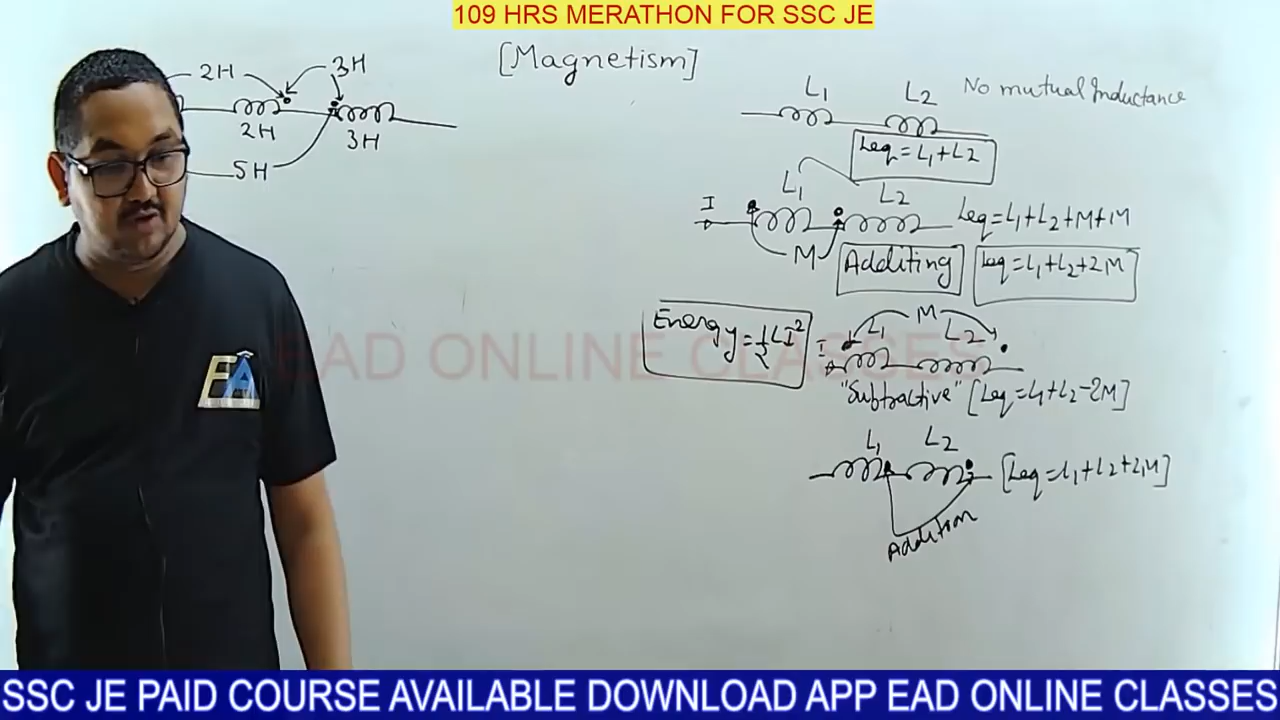 109 HRS MERATHON FOR SSC JE
[Magnetism]
2H 3H
2H
3H
5H
L1 L2
No mutual Inductance
Leq=L1+L2
L1 L2
I
M
Leq=L1+L2+M+M
Additing
Leq=L1+L2+2M
Energy=1/2LI²
M
L1 L2
I
"Subtractive" [Leq=L1+L2-2M]
L1 L2
[Leq=L1+L2+2M]
Addition
EAD ONLINE CLASSES
EA
SSC JE PAID COURSE AVAILABLE DOWNLOAD APP EAD ONLINE CLASSES